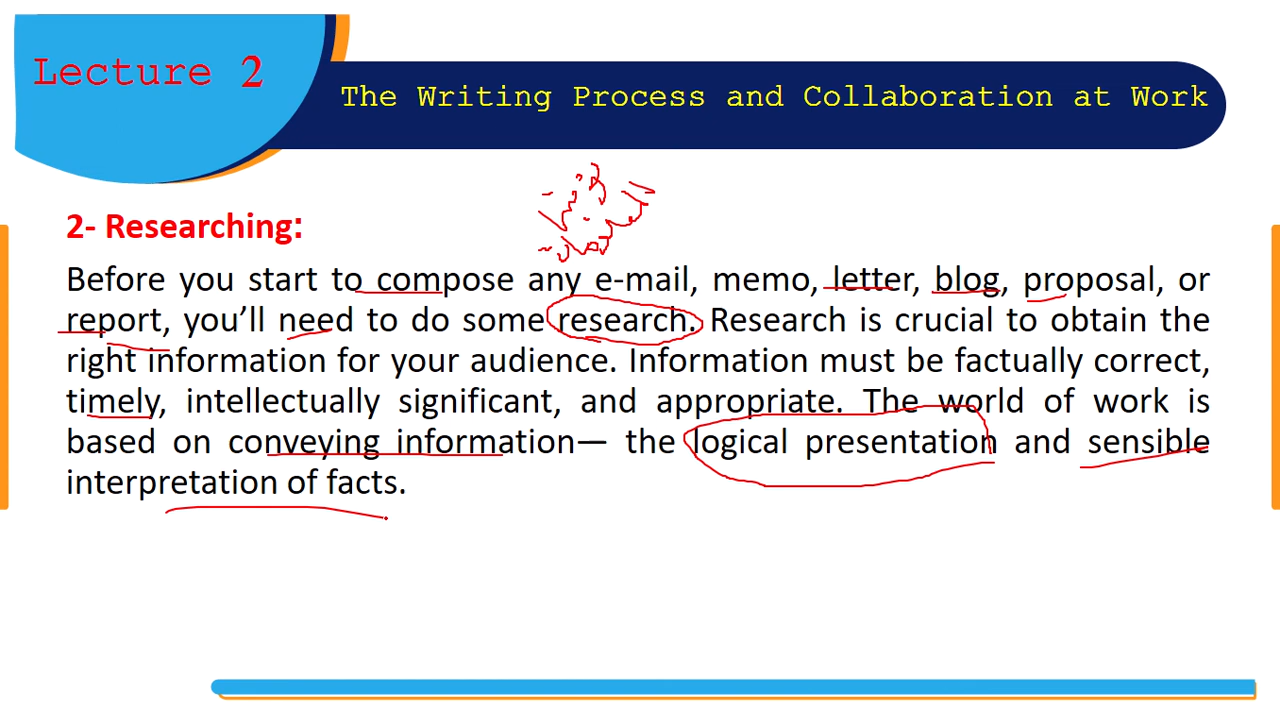 Lecture 2
The Writing Process and Collaboration at Work
2- Researching:
Before you start to compose any e-mail, memo, letter, blog, proposal, or
report, you’ll need to do some research. Research is crucial to obtain the
right information for your audience. Information must be factually correct,
timely, intellectually significant, and appropriate. The world of work is
based on conveying information— the logical presentation and sensible
interpretation of facts.